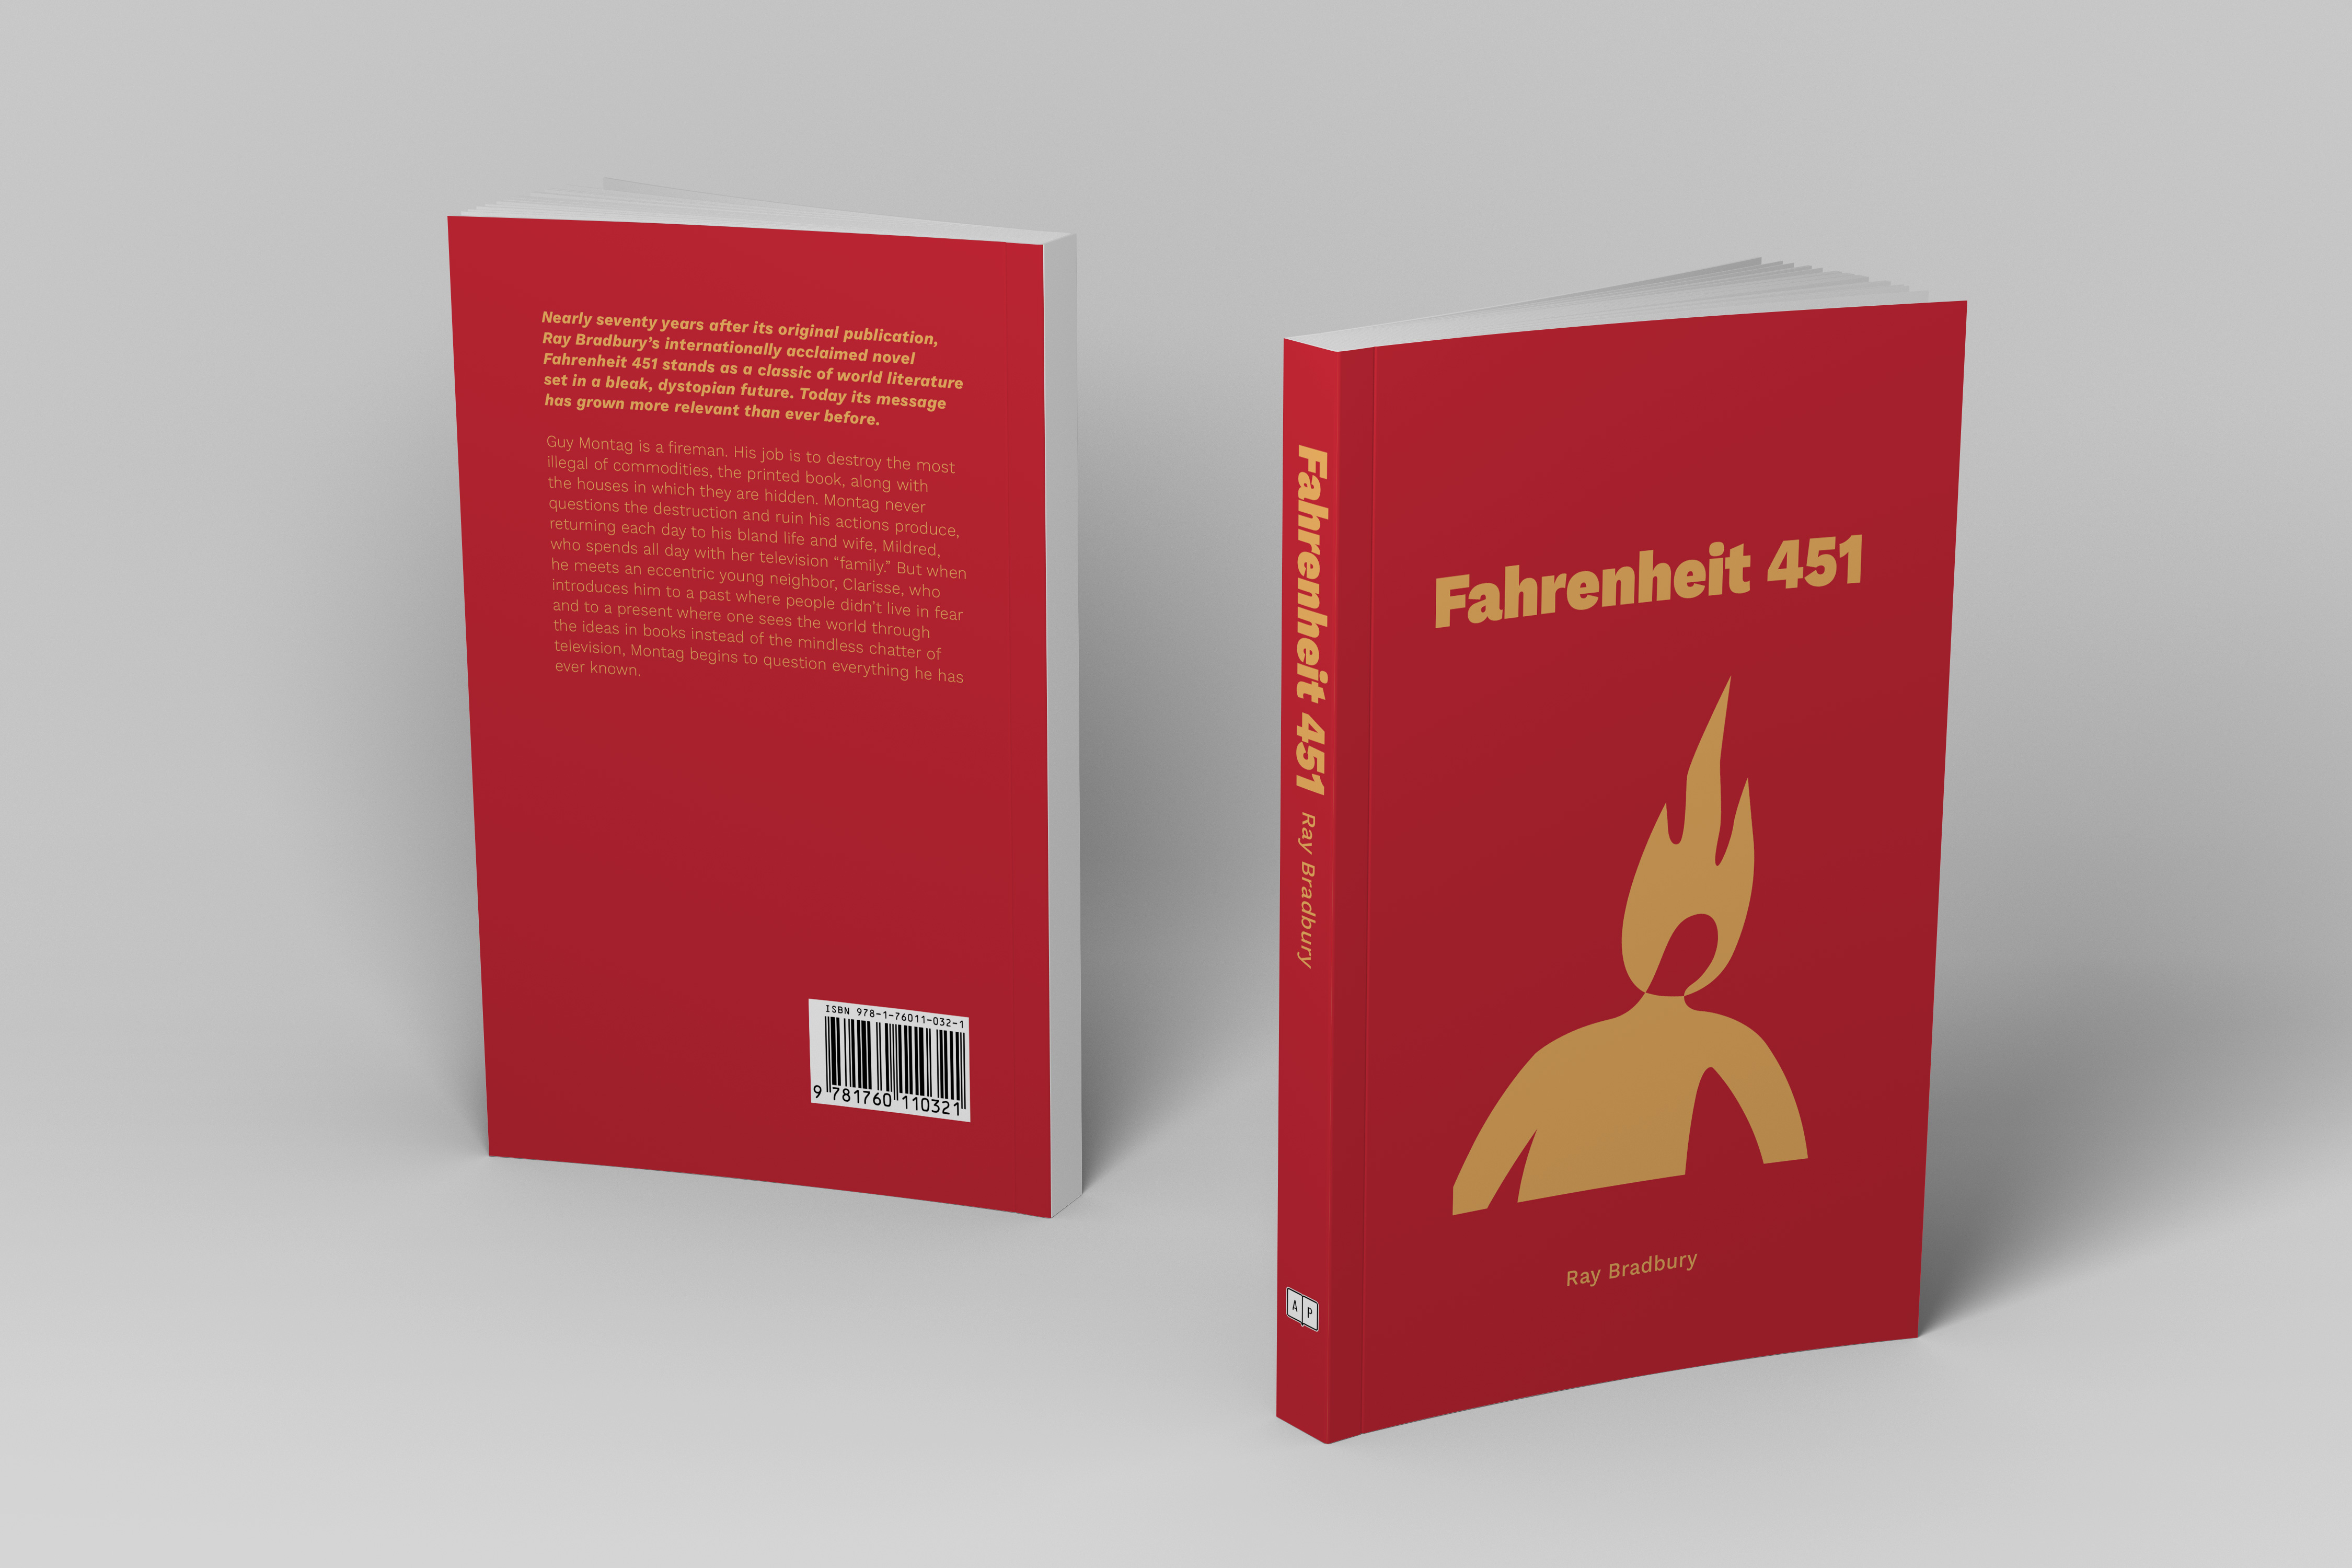 Nearly seventy years after its original publication,
Ray Bradbury’s internationally acclaimed novel
Fahrenheit 451 stands as a classic of world literature
set in a bleak, dystopian future. Today its message
has grown more relevant than ever before.
Guy Montag is a fireman. His job is to destroy the most
illegal of commodities, the printed book, along with
the houses in which they are hidden. Montag never
questions the destruction and ruin his actions produce,
returning each day to his bland life and wife, Mildred,
who spends all day with her television “family.” But when
he meets an eccentric young neighbor, Clarisse, who
introduces him to a past where people didn’t live in fear
and to a present where one sees the world through
the ideas in books instead of the mindless chatter of
television, Montag begins to question everything he has
ever known.
ISBN 978-1-76011-032-1
9 781760 110321
Fahrenheit 451 Ray Bradbury
A P
Fahrenheit 451
Ray Bradbury